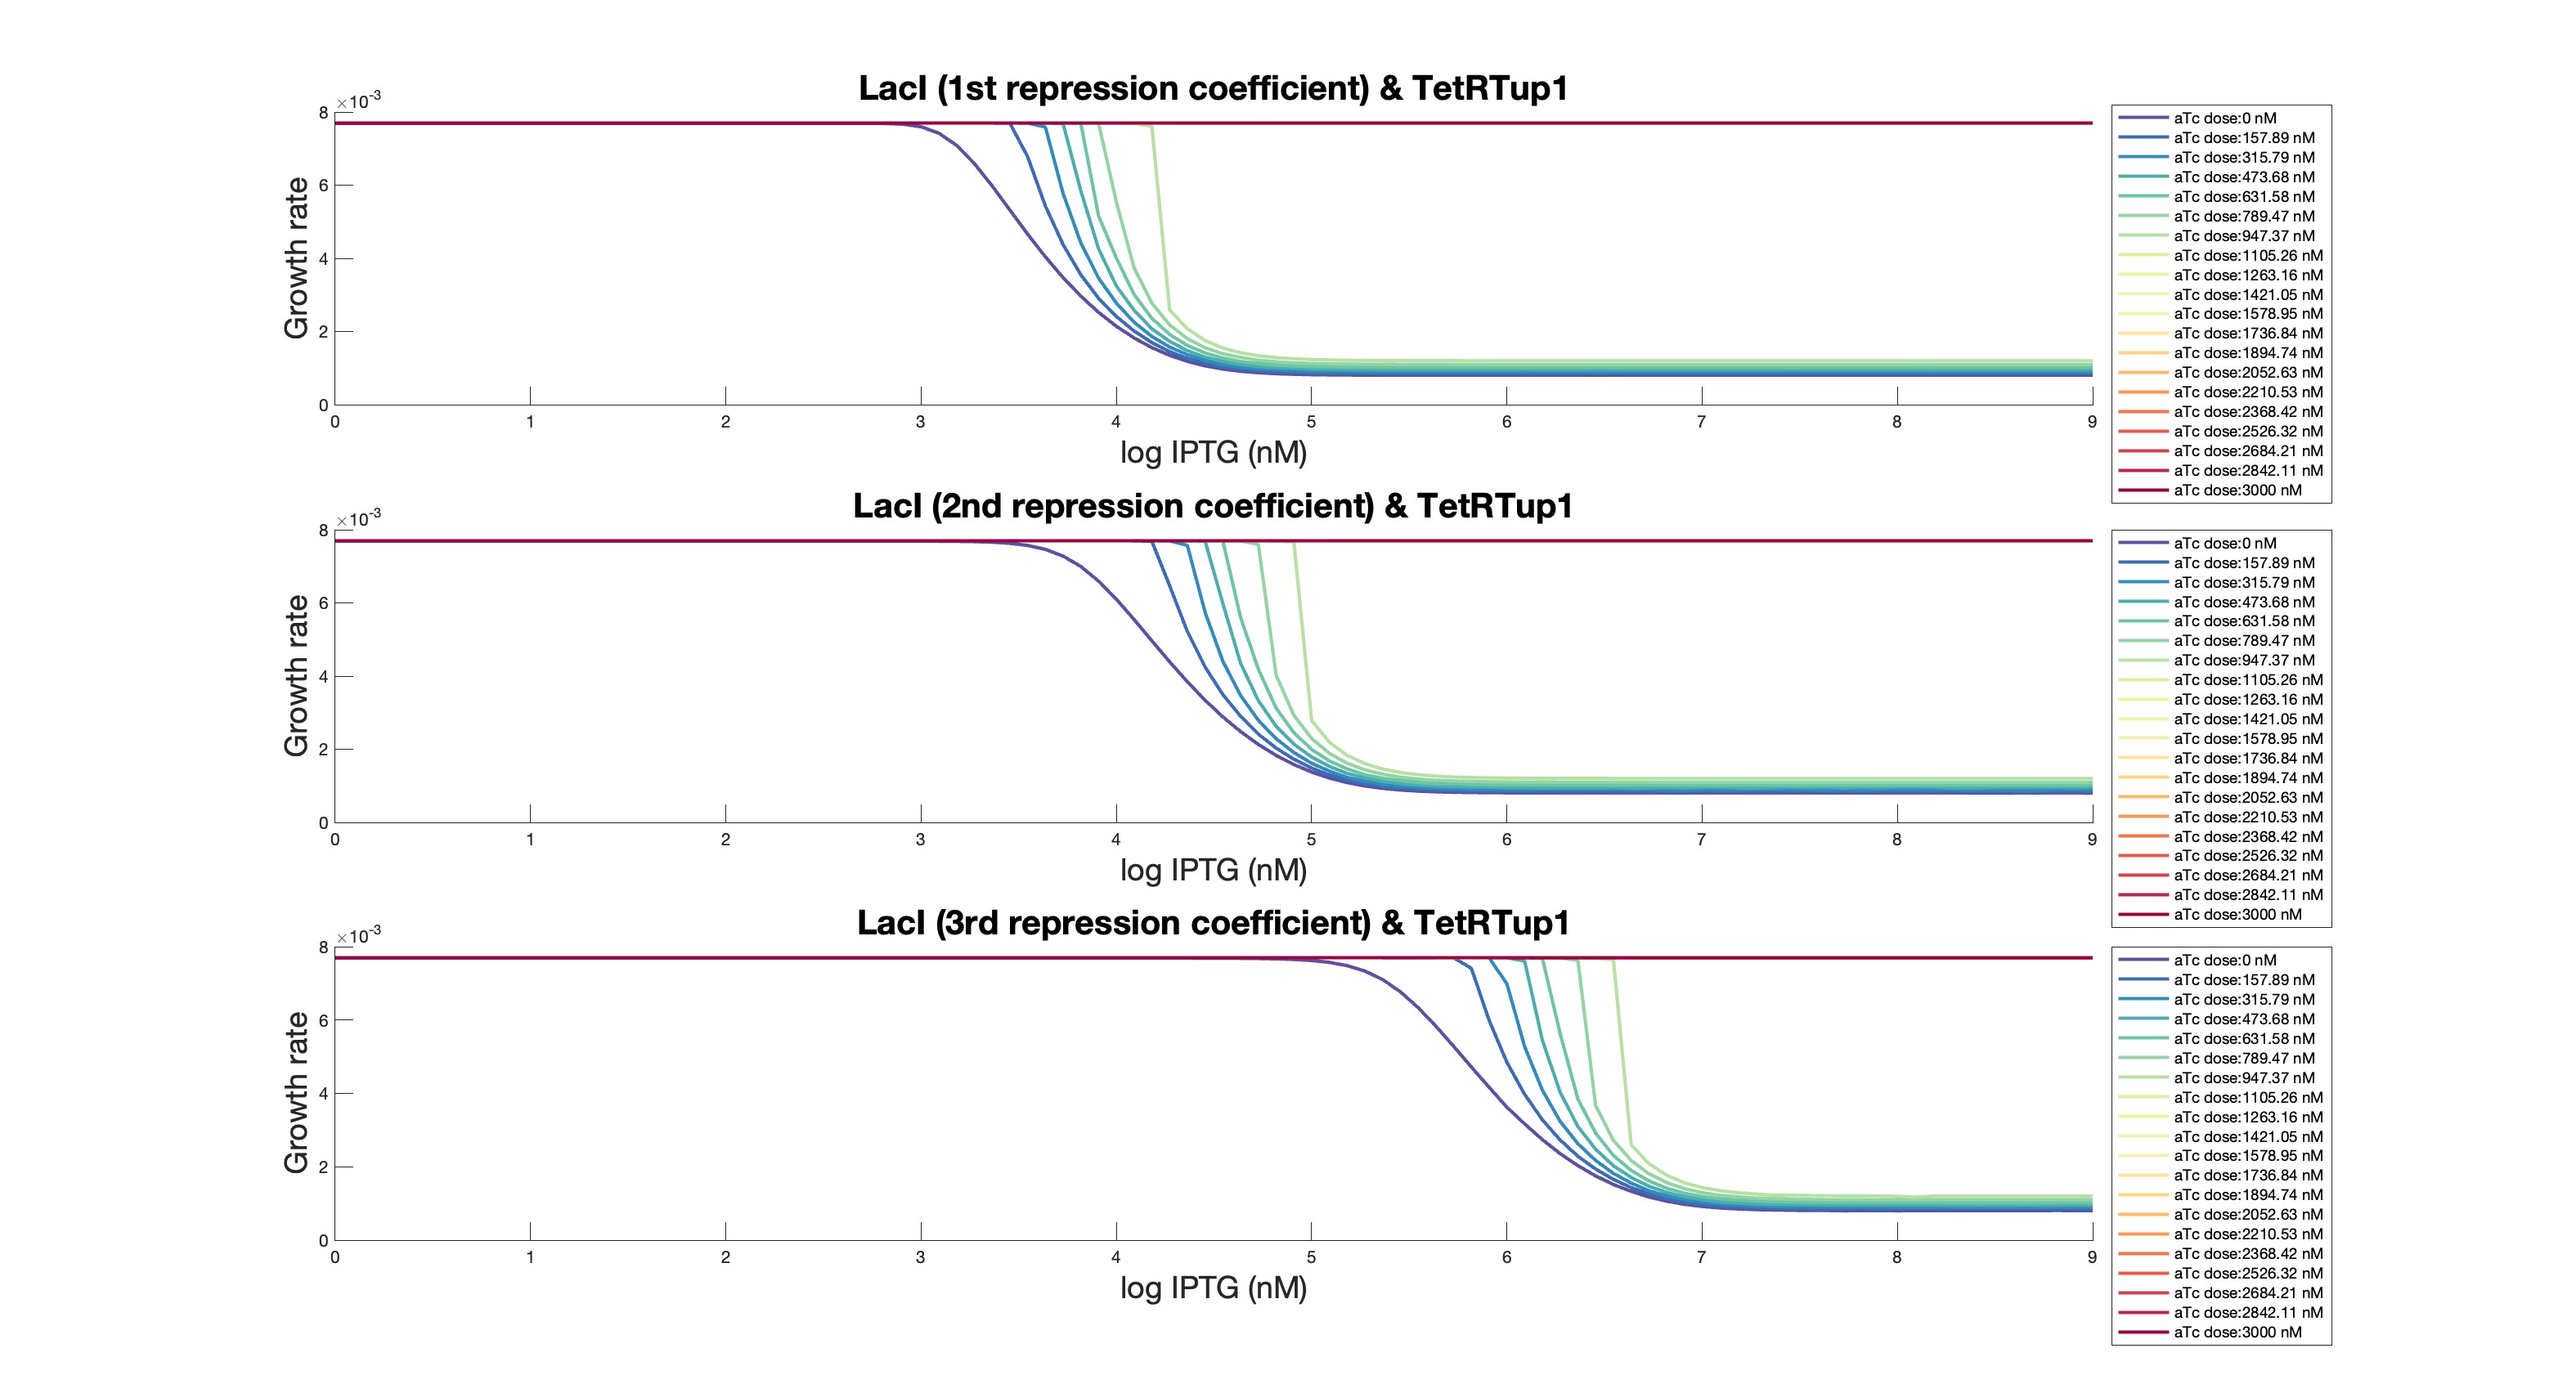 LacI (1st repression coefficient) & TetRTup1
×10-3
8
6
4
2
0
Growth rate
0 1 2 3 4 5 6 7 8 9
log IPTG (nM)
aTc dose:0 nM
aTc dose:157.89 nM
aTc dose:315.79 nM
aTc dose:473.68 nM
aTc dose:631.58 nM
aTc dose:789.47 nM
aTc dose:947.37 nM
aTc dose:1105.26 nM
aTc dose:1263.16 nM
aTc dose:1421.05 nM
aTc dose:1578.95 nM
aTc dose:1736.84 nM
aTc dose:1894.74 nM
aTc dose:2052.63 nM
aTc dose:2210.53 nM
aTc dose:2368.42 nM
aTc dose:2526.32 nM
aTc dose:2684.21 nM
aTc dose:2842.11 nM
aTc dose:3000 nM
LacI (2nd repression coefficient) & TetRTup1
×10-3
8
6
4
2
0
Growth rate
0 1 2 3 4 5 6 7 8 9
log IPTG (nM)
aTc dose:0 nM
aTc dose:157.89 nM
aTc dose:315.79 nM
aTc dose:473.68 nM
aTc dose:631.58 nM
aTc dose:789.47 nM
aTc dose:947.37 nM
aTc dose:1105.26 nM
aTc dose:1263.16 nM
aTc dose:1421.05 nM
aTc dose:1578.95 nM
aTc dose:1736.84 nM
aTc dose:1894.74 nM
aTc dose:2052.63 nM
aTc dose:2210.53 nM
aTc dose:2368.42 nM
aTc dose:2526.32 nM
aTc dose:2684.21 nM
aTc dose:2842.11 nM
aTc dose:3000 nM
LacI (3rd repression coefficient) & TetRTup1
×10-3
8
6
4
2
0
Growth rate
0 1 2 3 4 5 6 7 8 9
log IPTG (nM)
aTc dose:0 nM
aTc dose:157.89 nM
aTc dose:315.79 nM
aTc dose:473.68 nM
aTc dose:631.58 nM
aTc dose:789.47 nM
aTc dose:947.37 nM
aTc dose:1105.26 nM
aTc dose:1263.16 nM
aTc dose:1421.05 nM
aTc dose:1578.95 nM
aTc dose:1736.84 nM
aTc dose:1894.74 nM
aTc dose:2052.63 nM
aTc dose:2210.53 nM
aTc dose:2368.42 nM
aTc dose:2526.32 nM
aTc dose:2684.21 nM
aTc dose:2842.11 nM
aTc dose:3000 nM